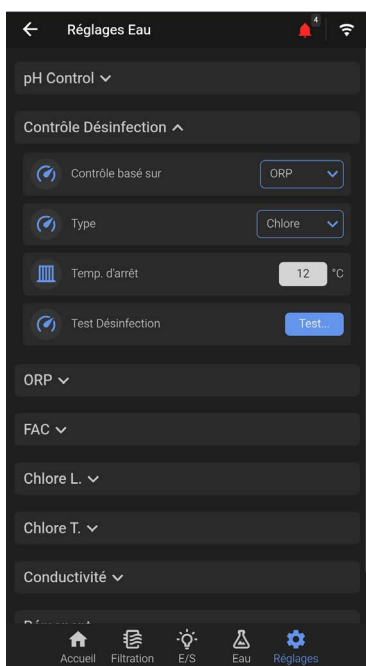 Réglages Eau
4
pH Control
Contrôle Désinfection
Contrôle basé sur
ORP
Type
Chlore
Temp. d'arrêt
12 °C
Test Désinfection
Test...
ORP
FAC
Chlore L.
Chlore T.
Conductivité
Accueil
Filtration
E/S
Eau
Réglages